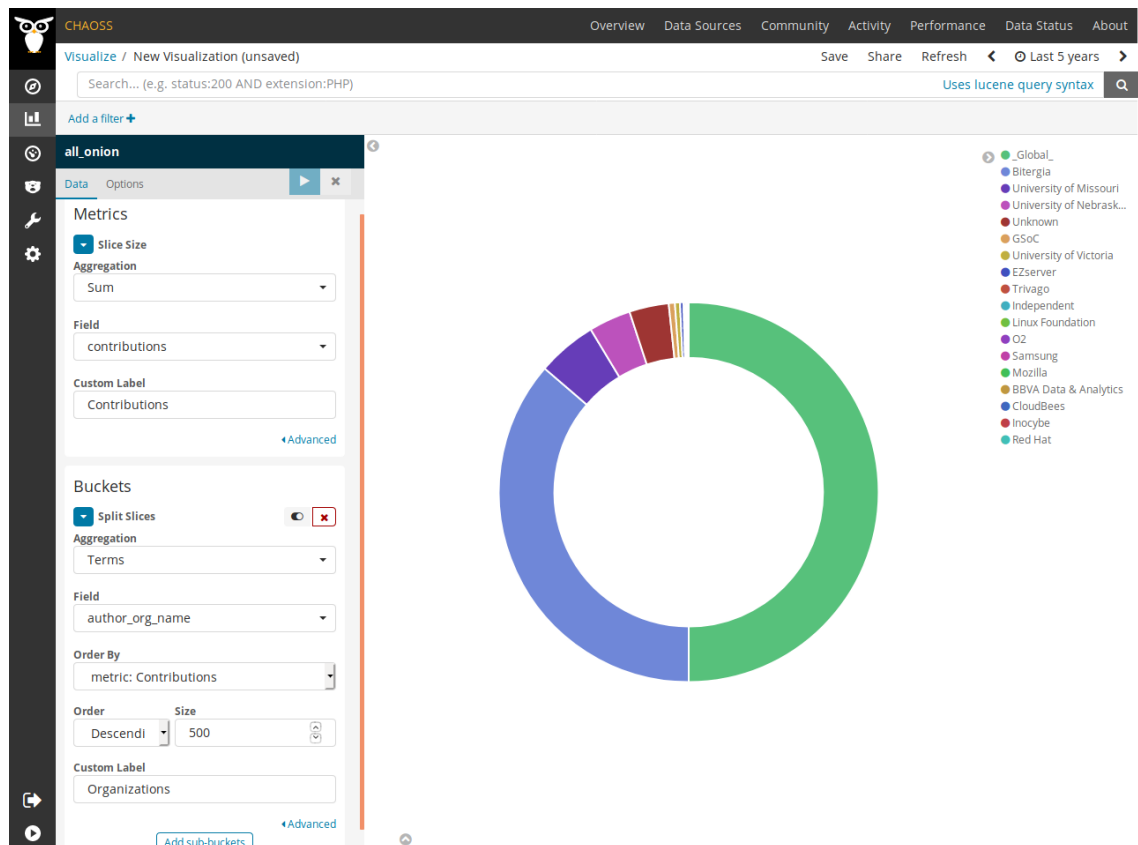 CHAOSS
Overview Data Sources Community Activity Performance Data Status About
Visualize / New Visualization (unsaved)
Save Share Refresh Last 5 years
Search... (e.g. status:200 AND extension:PHP)
Uses lucene query syntax
Add a filter +
all_onion
Data Options
Metrics
Slice Size
Aggregation
Sum
Field
contributions
Custom Label
Contributions
Advanced
Buckets
Split Slices
Aggregation
Terms
Field
author_org_name
Order By
metric: Contributions
Order Size
Descendi 500
Custom Label
Organizations
Advanced
Add sub-buckets
_Global_
Bitergia
University of Missouri
University of Nebrask...
Unknown
GSoC
University of Victoria
EZserver
Trivago
Independent
Linux Foundation
O2
Samsung
Mozilla
BBVA Data & Analytics
CloudBees
Inocybe
Red Hat